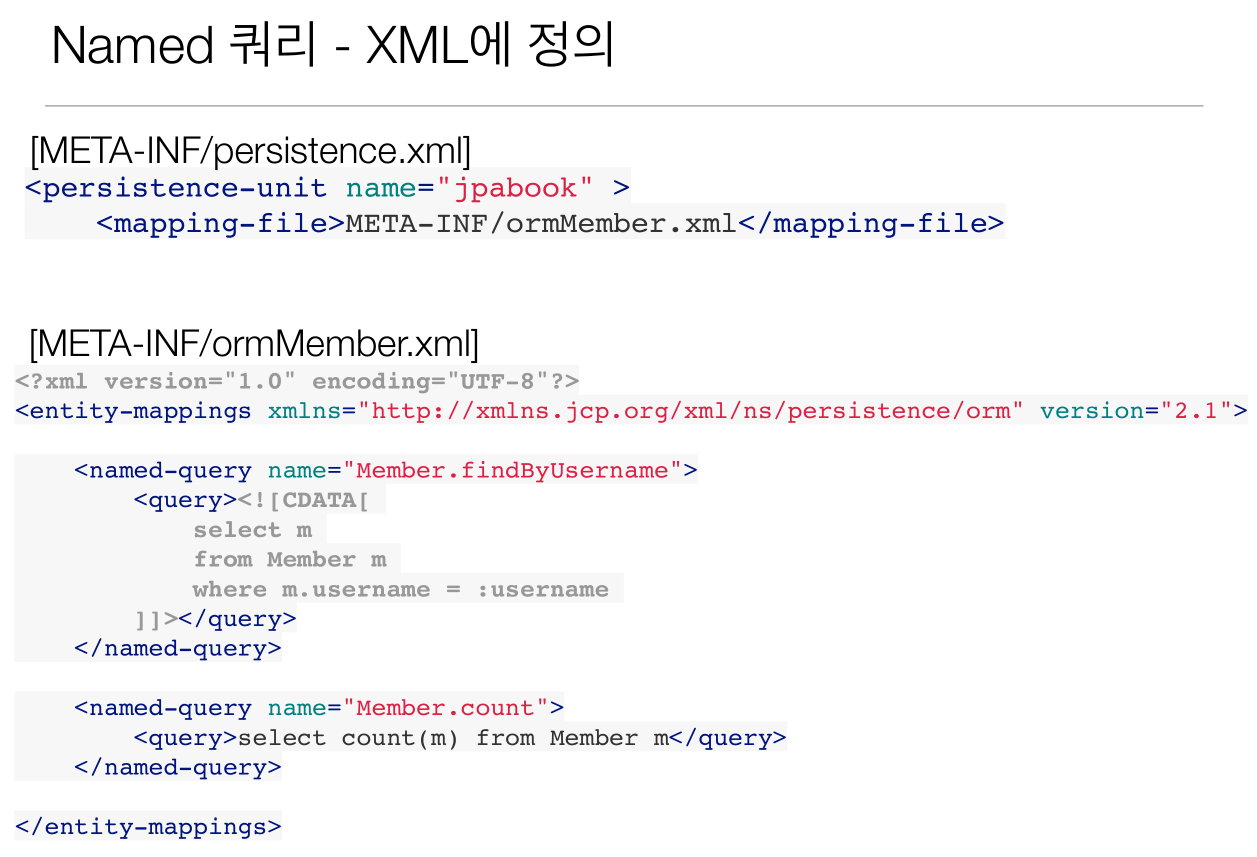 Named 쿼리 - XML에 정의
[META-INF/persistence.xml]
<persistence-unit name="jpabook" >
<mapping-file>META-INF/ormMember.xml</mapping-file>
[META-INF/ormMember.xml]
<?xml version="1.0" encoding="UTF-8"?>
<entity-mappings xmlns="http://xmlns.jcp.org/xml/ns/persistence/orm" version="2.1">
<named-query name="Member.findByUsername">
<query><![CDATA[
select m
from Member m
where m.username = :username
]]></query>
</named-query>
<named-query name="Member.count">
<query>select count(m) from Member m</query>
</named-query>
</entity-mappings>